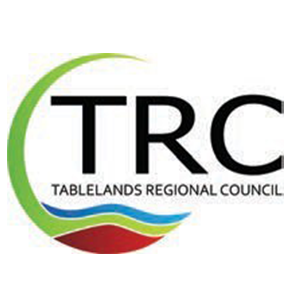 TRC
TABLELANDS REGIONAL COUNCIL